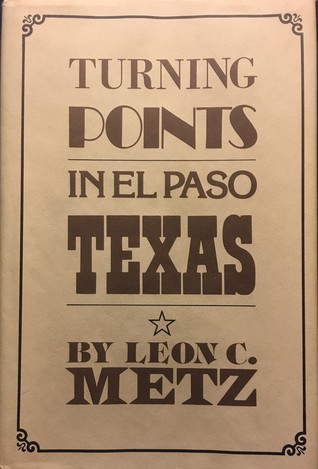 TURNING
POINTS
IN EL PASO
TEXAS
BY LEON C.
METZ